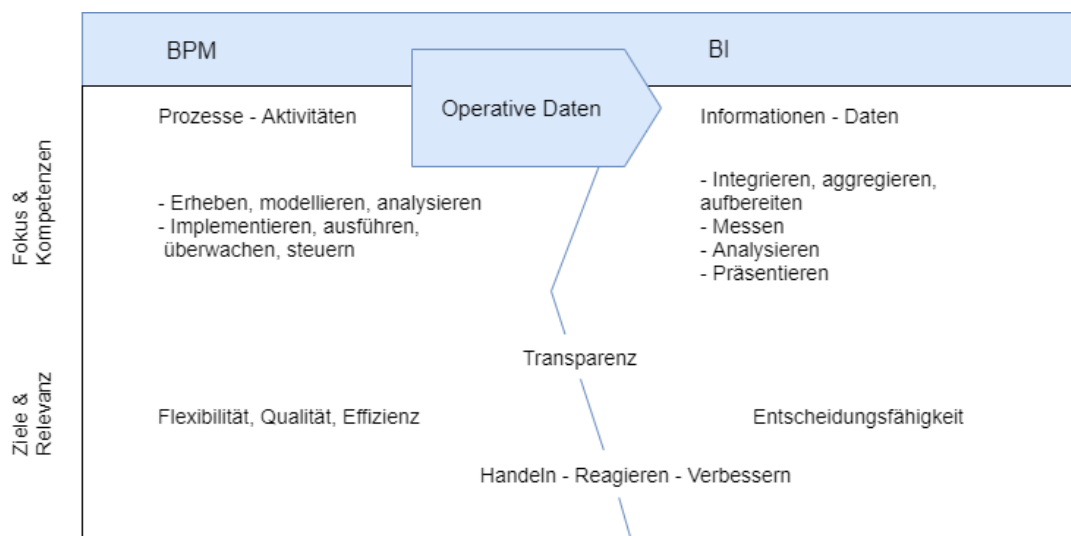 BPM
BI
Operative Daten
Prozesse - Aktivitäten
Informationen - Daten
Fokus &
Kompetenzen
- Erheben, modellieren, analysieren
- Implementieren, ausführen,
überwachen, steuern
- Integrieren, aggregieren,
aufbereiten
- Messen
- Analysieren
- Präsentieren
Transparenz
Ziele &
Relevanz
Flexibilität, Qualität, Effizienz
Entscheidungsfähigkeit
Handeln - Reagieren - Verbessern